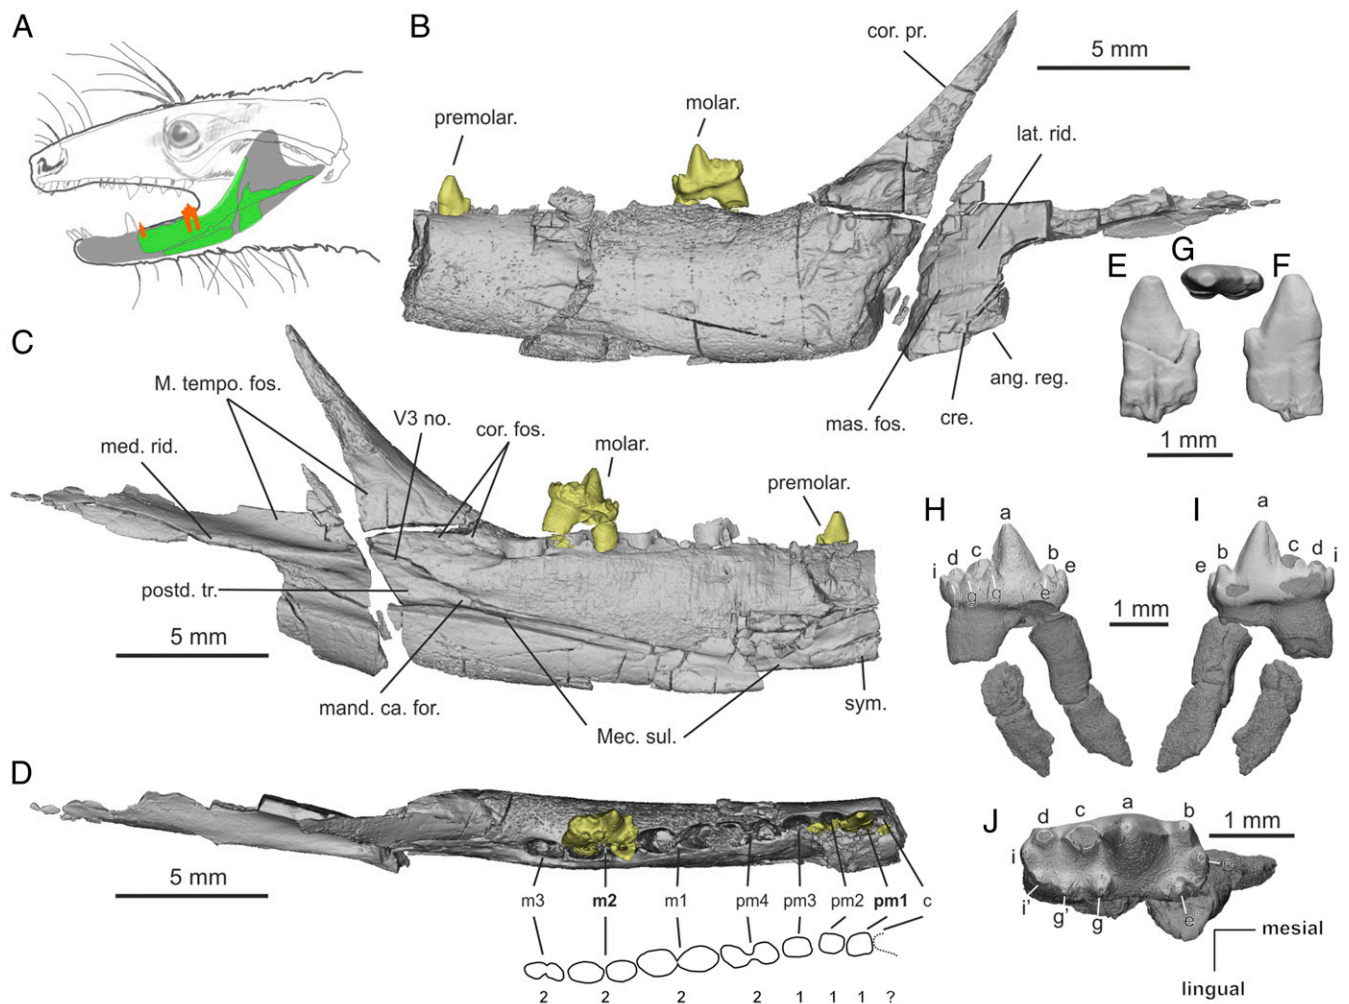 A
B
cor. pr.
5 mm
premolar.
molar.
lat. rid.
G
E
F
C
M. tempo. fos.
V3 no.
cor. fos.
molar.
med. rid.
premolar.
mas. fos.
cre.
ang. reg.
1 mm
postd. tr.
5 mm
mand. ca. for.
Mec. sul.
sym.
H
a
i d c b e
g g e'
1 mm
I
a
e b c d i
D
5 mm
m3 m2 m1 pm4 pm3 pm2 pm1 c
2 2 2 2 1 1 1 ?
J
d c a b
1 mm
i
e
i' g' g e'
mesial
lingual